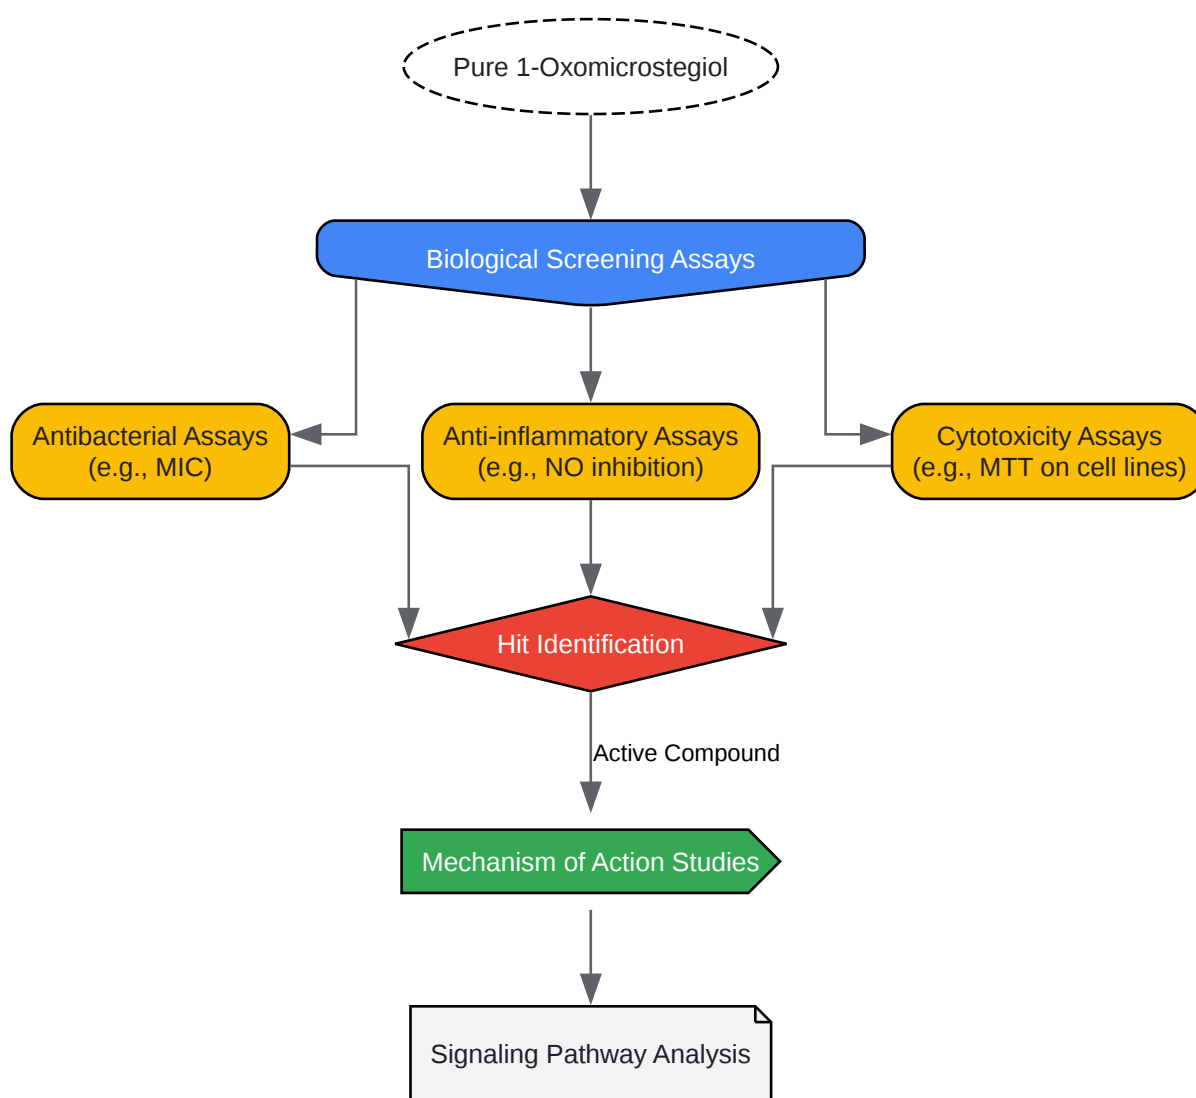 Pure 1-Oxomicrostegiol
Biological Screening Assays
Antibacterial Assays
(e.g., MIC)
Anti-inflammatory Assays
(e.g., NO inhibition)
Cytotoxicity Assays
(e.g., MTT on cell lines)
Hit Identification
Active Compound
Mechanism of Action Studies
Signaling Pathway Analysis